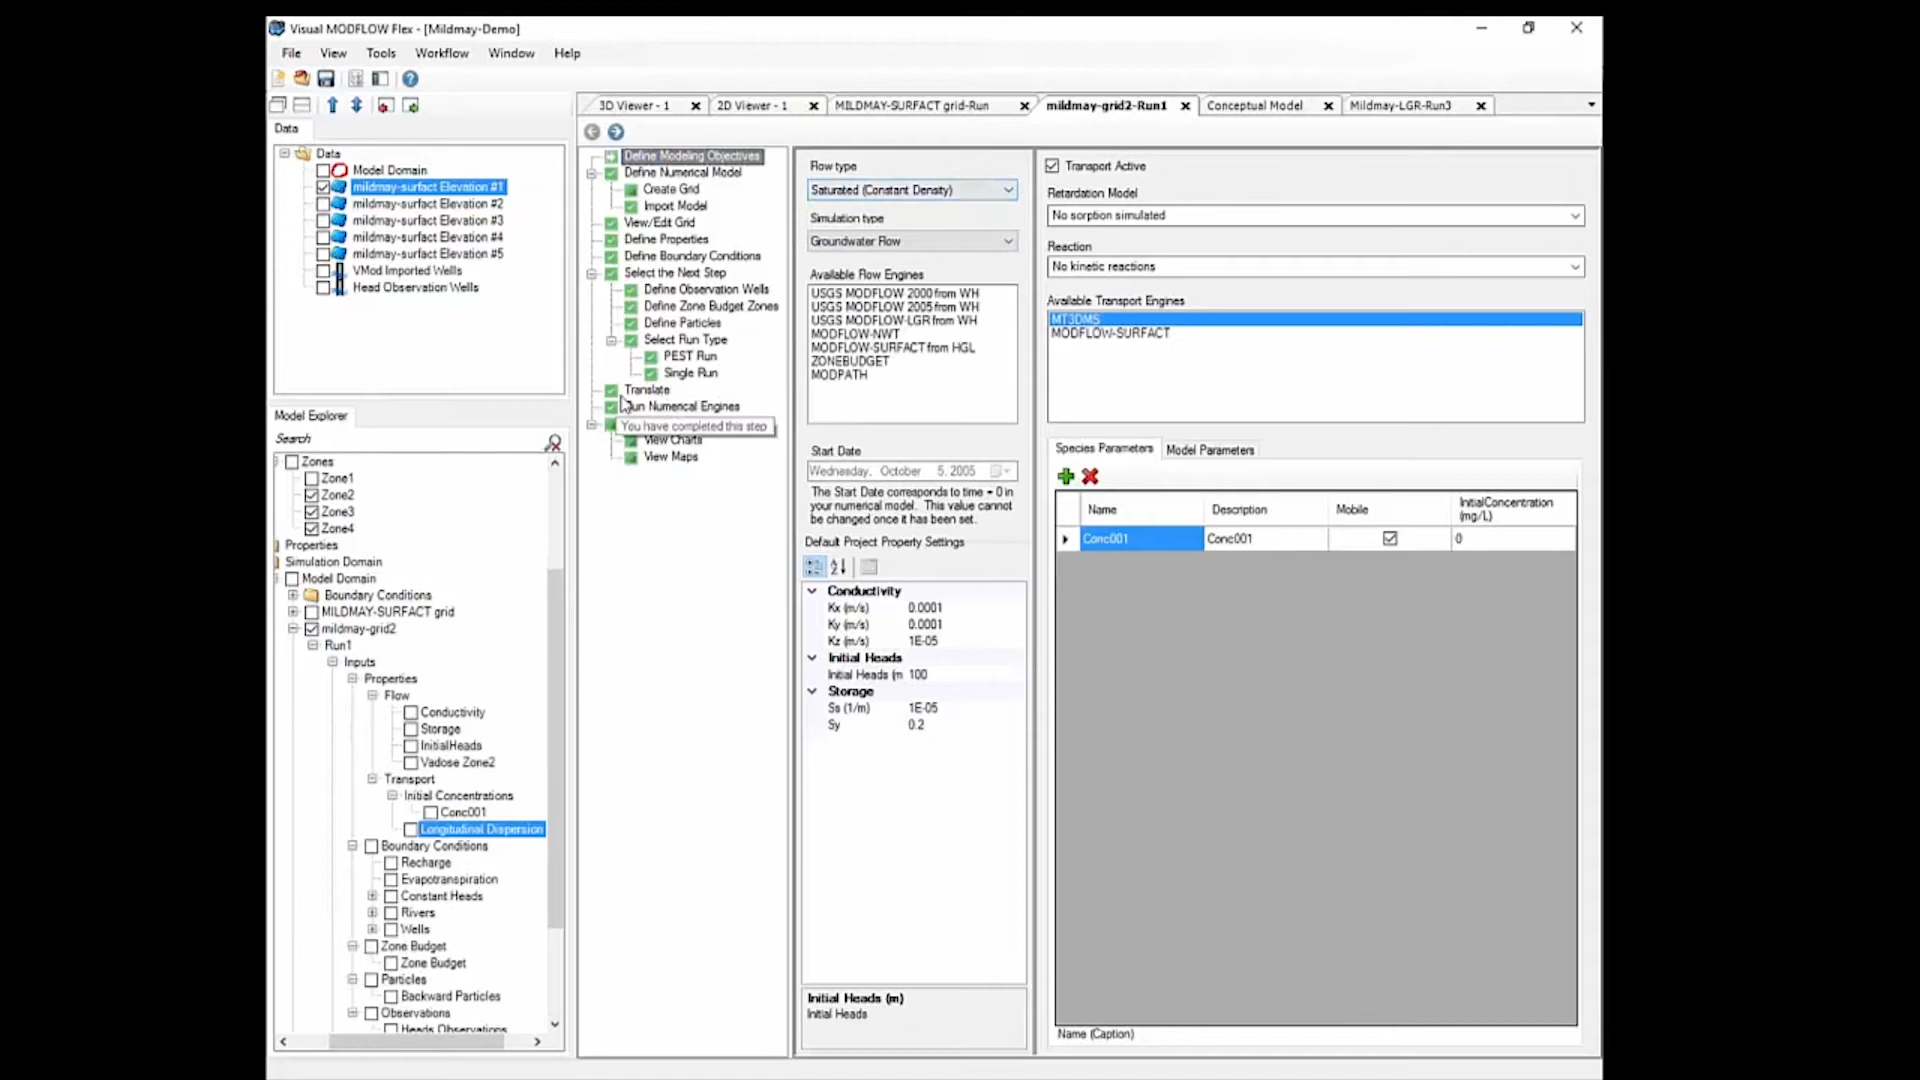 Visual MODFLOW Flex - [Mildmay-Demo]
File View Tools Workflow Window Help
3D Viewer - 1
2D Viewer - 1
MILDMAY-SURFACT grid-Run
mildmay-grid2-Run1
Conceptual Model
Mildmay-LGR-Run3
Data
Data
Model Domain
mildmay-surfact Elevation #1
mildmay-surfact Elevation #2
mildmay-surfact Elevation #3
mildmay-surfact Elevation #4
mildmay-surfact Elevation #5
VMod Imported Wells
Head Observation Wells
Model Explorer
Search
Zones
Zone1
Zone2
Zone3
Zone4
Properties
Simulation Domain
Model Domain
Boundary Conditions
MILDMAY-SURFACT grid
mildmay-grid2
Run1
Inputs
Properties
Flow
Conductivity
Storage
InitialHeads
Vadose Zone2
Transport
Initial Concentrations
Conc001
Longitudinal Dispersion
Boundary Conditions
Recharge
Evapotranspiration
Constant Heads
Rivers
Wells
Zone Budget
Zone Budget
Particles
Backward Particles
Observations
Heads Observations
Define Modeling Objectives
Define Numerical Model
Create Grid
Import Model
View/Edit Grid
Define Properties
Define Boundary Conditions
Select the Next Step
Define Observation Wells
Define Zone Budget Zones
Define Particles
Select Run Type
PEST Run
Single Run
Translate
Run Numerical Engines
You have completed this step
View Charts
View Maps
Flow type
Saturated (Constant Density)
Simulation type
Groundwater Flow
Available Flow Engines
USGS MODFLOW 2000 from WH
USGS MODFLOW 2005 from WH
USGS MODFLOW-LGR from WH
MODFLOW-NWT
MODFLOW-SURFACT from HGL
ZONEBUDGET
MODPATH
Start Date
Wednesday, October 5, 2005
The Start Date corresponds to time = 0 in
your numerical model. This value cannot
be changed once it has been set.
Default Project Property Settings
Conductivity
Kx (m/s) 0.0001
Ky (m/s) 0.0001
Kz (m/s) 1E-05
Initial Heads
Initial Heads (m 100
Storage
Ss (1/m) 1E-05
Sy 0.2
Initial Heads (m)
Initial Heads
Transport Active
Retardation Model
No sorption simulated
Reaction
No kinetic reactions
Available Transport Engines
MT3DMS
MODFLOW-SURFACT
Species Parameters Model Parameters
Name Description Mobile InitialConcentration
(mg/L)
Conc001 Conc001 0
Name (Caption)